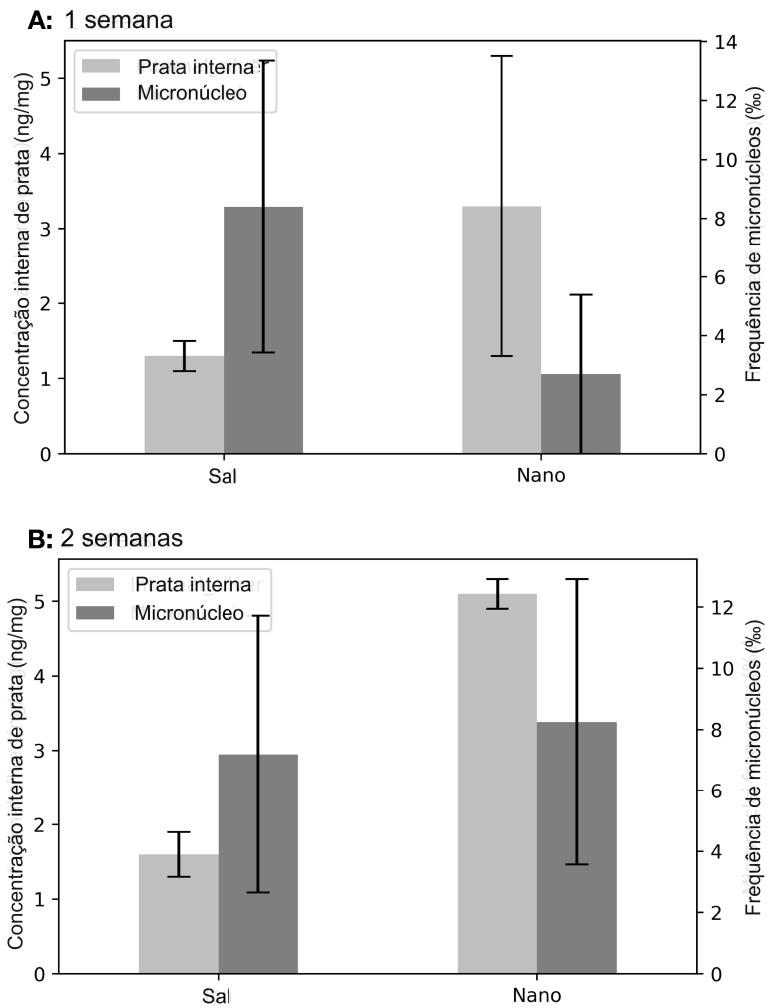 A: 1 semana
Prata interna
Micronúcleo
Concentração interna de prata (ng/mg)
5
4
3
2
1
0
14
12
10
8
6
4
2
0
Frequência de micronúcleos (‰)
Sal
Nano
B: 2 semanas
Prata interna
Micronúcleo
Concentração interna de prata (ng/mg)
5
4
3
2
1
0
12
10
8
6
4
2
0
Frequência de micronúcleos (‰)
Sal
Nano